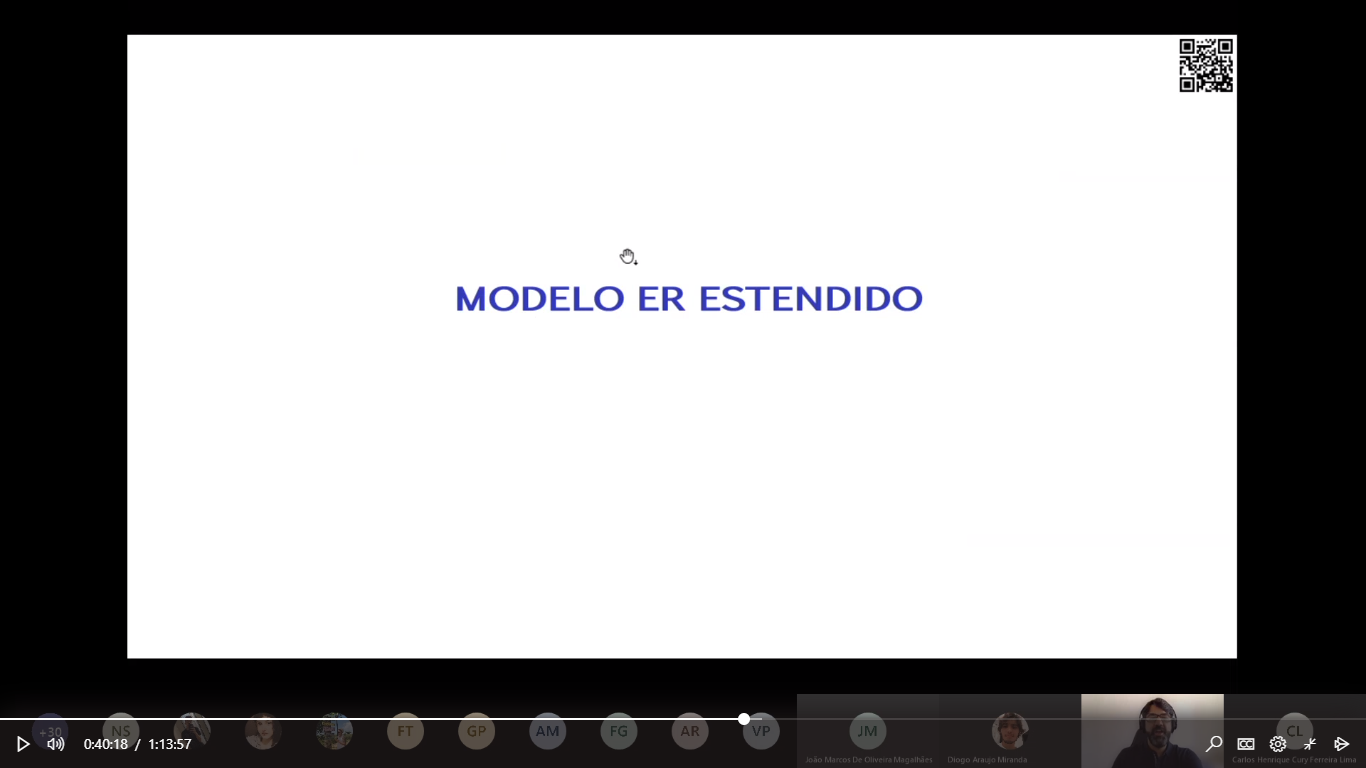 MODELO ER ESTENDIDO
+30
NS
FT
GP
AM
FG
AR
VP
JM
CL
João Marcos De Oliveira Magalhães
Diogo Araujo Miranda
Carlos Henrique Cury Ferreira Lima
0:40:18 / 1:13:57
CC